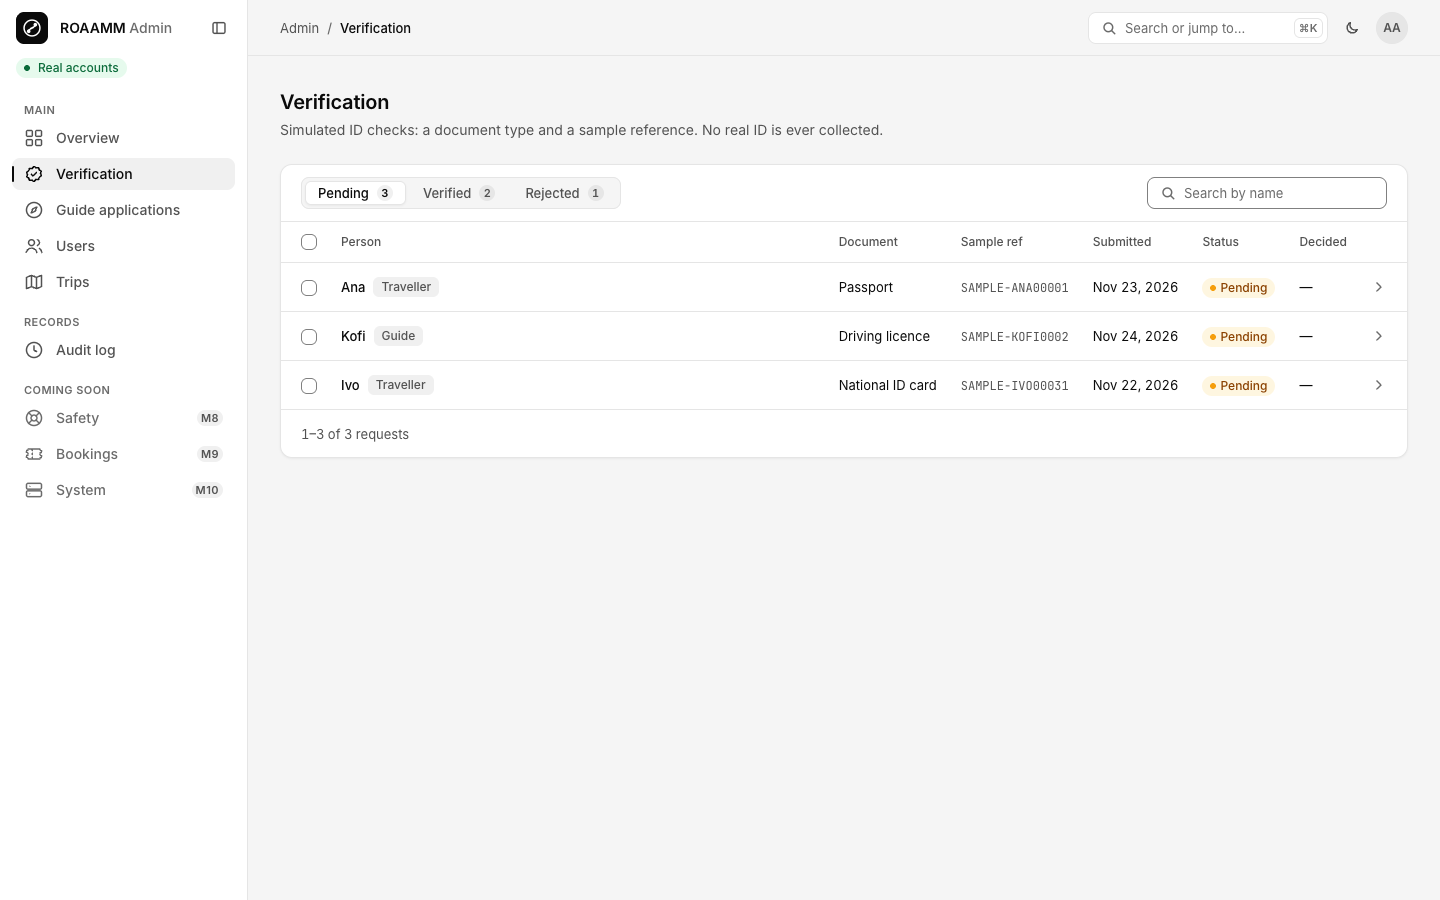 ROAAMM Admin
Real accounts
MAIN
Overview
Verification
Guide applications
Users
Trips
RECORDS
Audit log
COMING SOON
Safety M8
Bookings M9
System M10
Admin / Verification
Search or jump to... ⌘K
AA
Verification
Simulated ID checks: a document type and a sample reference. No real ID is ever collected.
Pending 3 Verified 2 Rejected 1
Search by name
Person Document Sample ref Submitted Status Decided
Ana Traveller Passport SAMPLE-ANA00001 Nov 23, 2026 Pending —
Kofi Guide Driving licence SAMPLE-KOFI0002 Nov 24, 2026 Pending —
Ivo Traveller National ID card SAMPLE-IVO00031 Nov 22, 2026 Pending —
1–3 of 3 requests